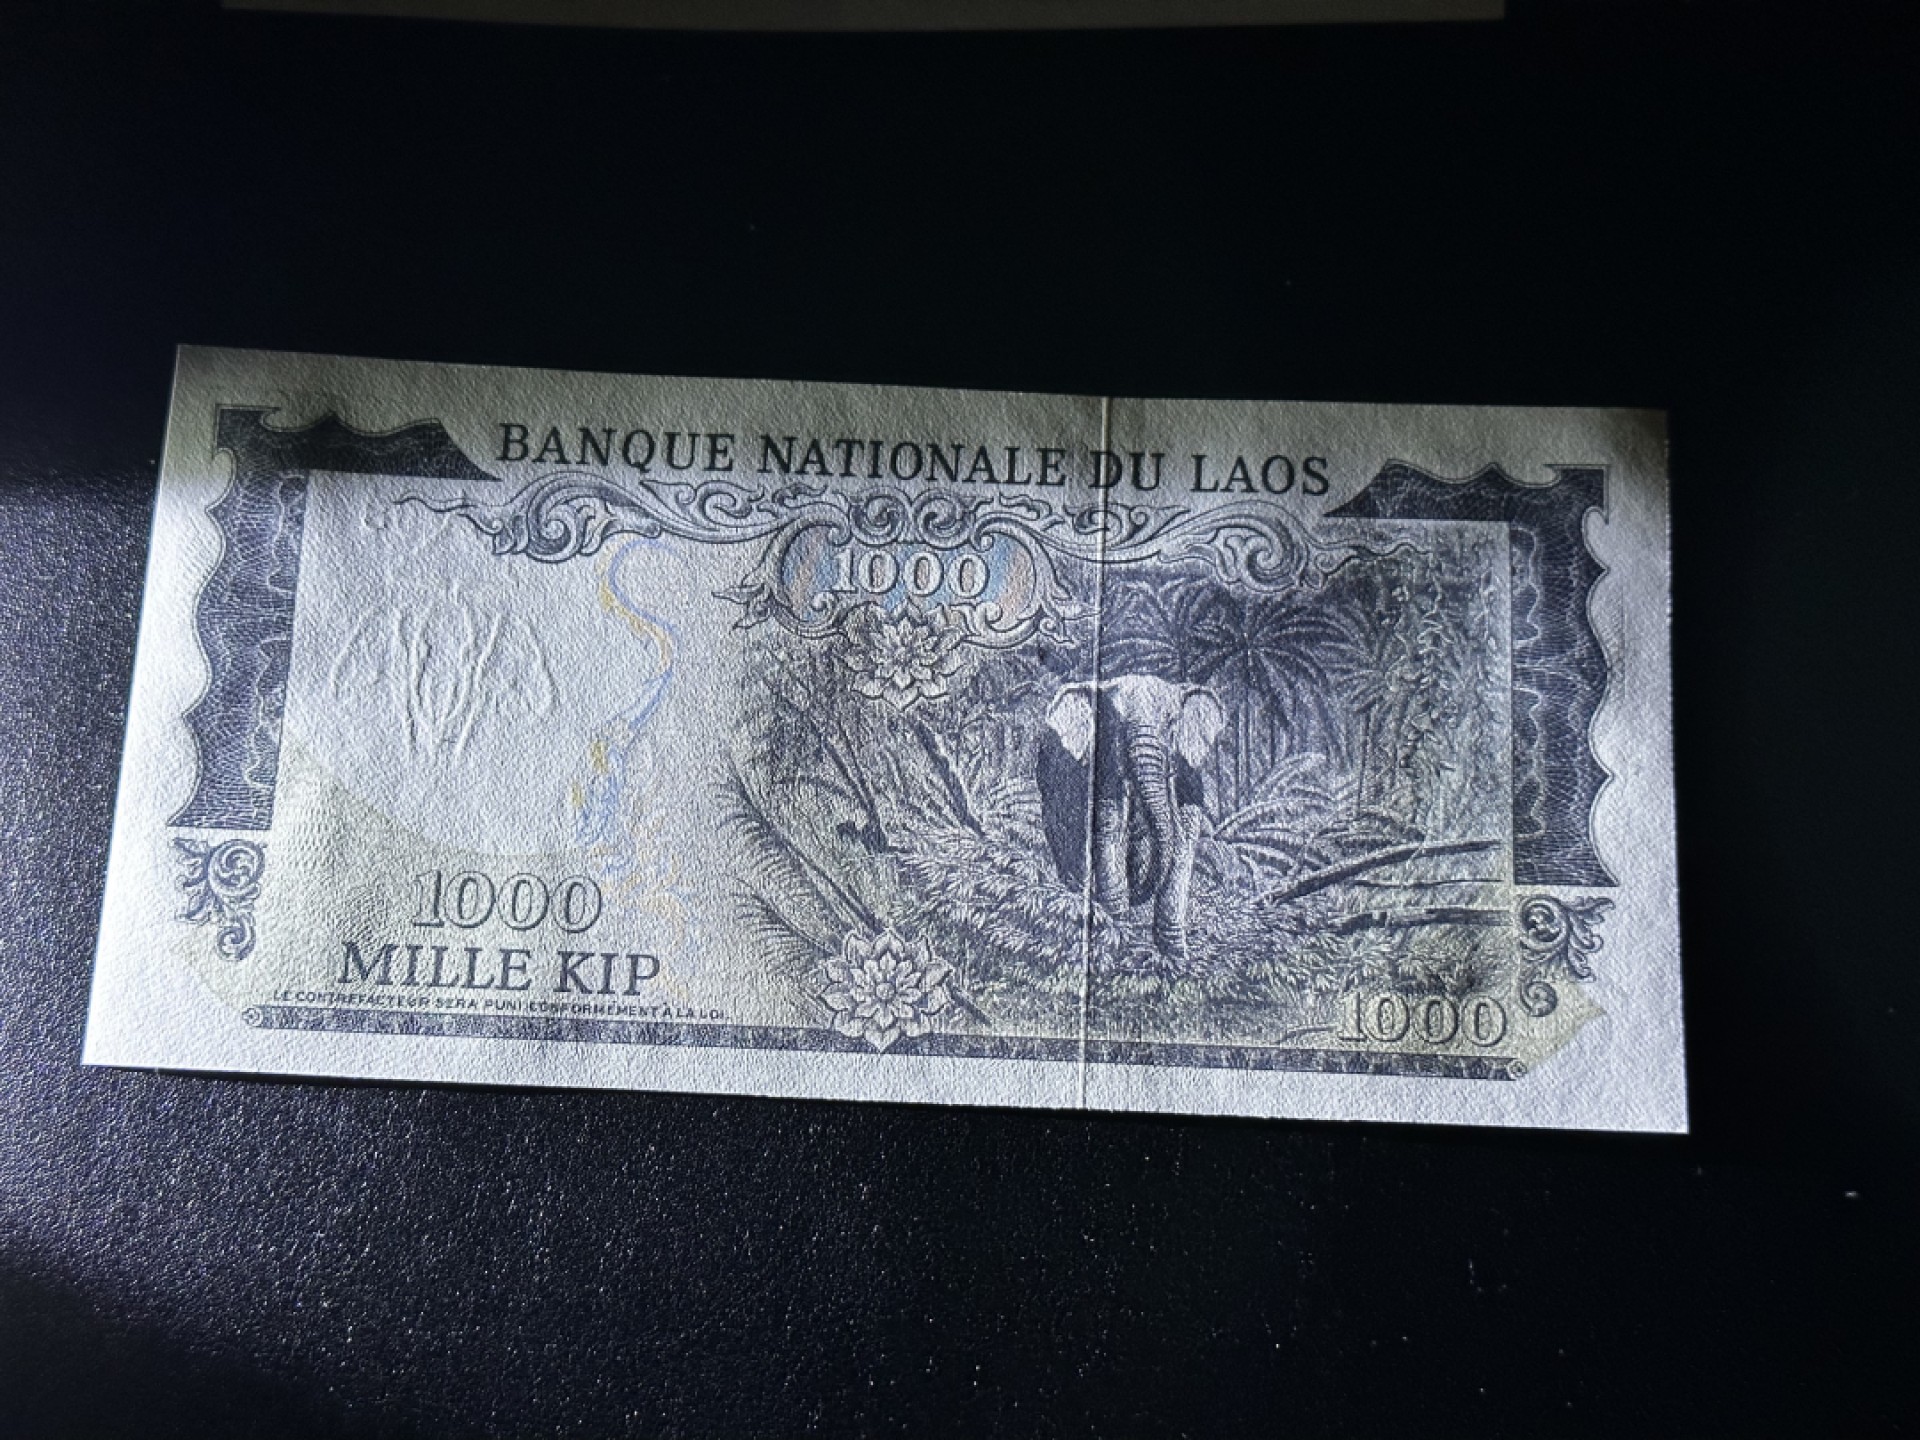 BANQUE NATIONALE DU LAOS
1000
1000
MILLE KIP
LE CONTREFACTEUR SERA PUNI CONFORMEMENT À LA LOI
1000